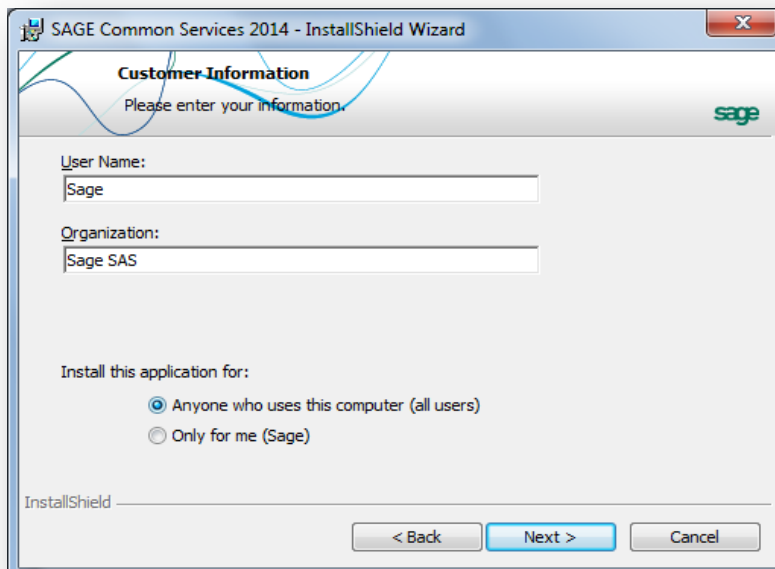 SAGE Common Services 2014 - InstallShield Wizard
Customer Information
Please enter your information.
sage
User Name:
Sage
Organization:
Sage SAS
Install this application for:
Anyone who uses this computer (all users)
Only for me (Sage)
InstallShield
< Back Next > Cancel